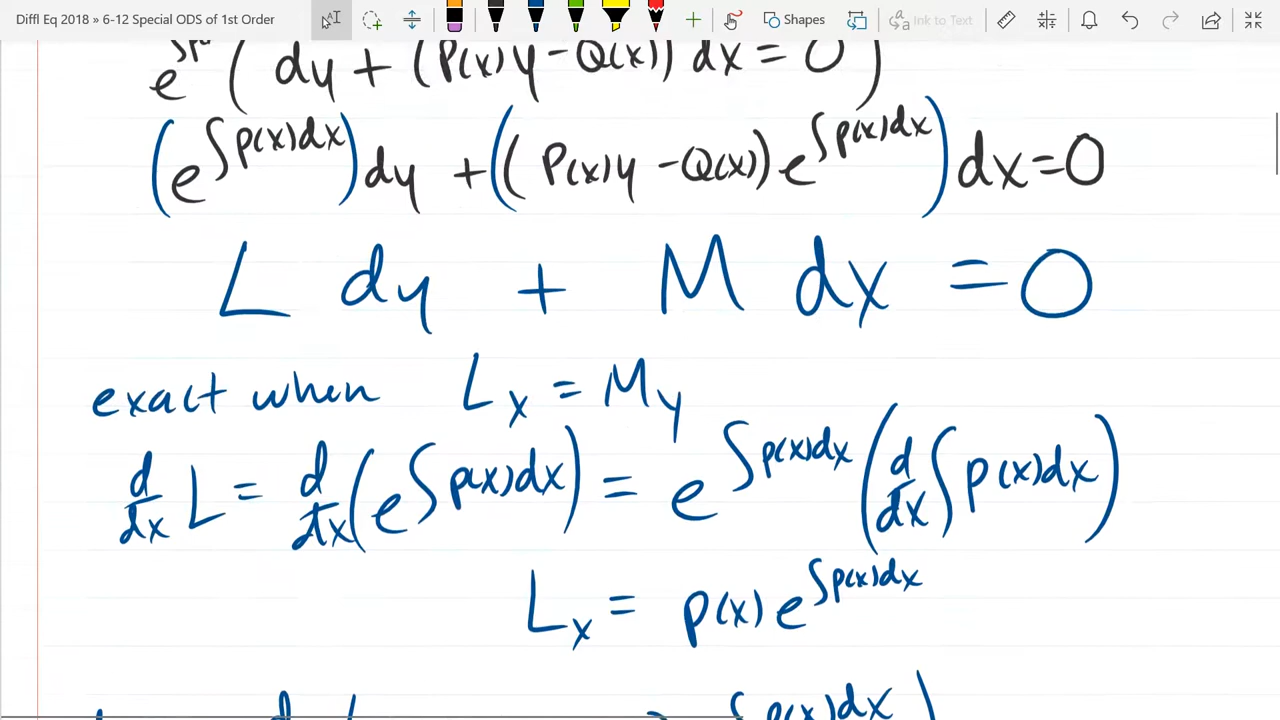 Diffl Eq 2018 » 6-12 Special ODS of 1st Order
Shapes
Ink to Text
e^∫p ( dy + (P(x)y - Q(x)) dx = 0 )
(e^∫p(x)dx) dy + ((P(x)y - Q(x)) e^∫p(x)dx) dx = 0
L dy + M dx = 0
exact when L_x = M_y
d/dx L = d/dx (e^∫p(x)dx) = e^∫p(x)dx (d/dx ∫p(x)dx)
L_x = p(x) e^∫p(x)dx
∫p(x)dx